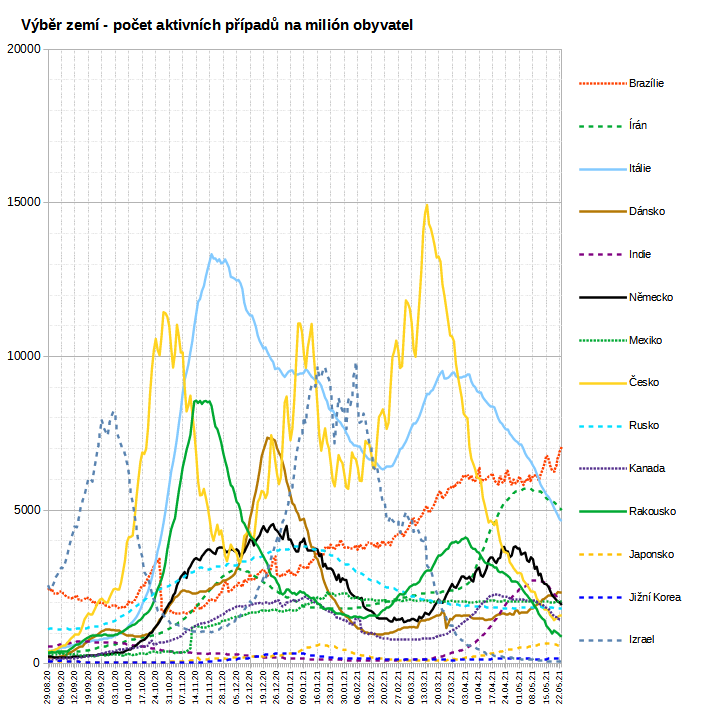 Výběr zemí - počet aktivních případů na milión obyvatel
20000
15000
10000
5000
0
29.08.20
05.09.20
12.09.20
19.09.20
26.09.20
03.10.20
10.10.20
17.10.20
24.10.20
31.10.20
07.11.20
14.11.20
21.11.20
28.11.20
05.12.20
12.12.20
19.12.20
26.12.20
02.01.21
09.01.21
16.01.21
23.01.21
30.01.21
06.02.21
13.02.21
20.02.21
27.02.21
06.03.21
13.03.21
20.03.21
27.03.21
03.04.21
10.04.21
17.04.21
24.04.21
01.05.21
08.05.21
15.05.21
22.05.21
Brazílie
Írán
Itálie
Dánsko
Indie
Německo
Mexiko
Česko
Rusko
Kanada
Rakousko
Japonsko
Jižní Korea
Izrael